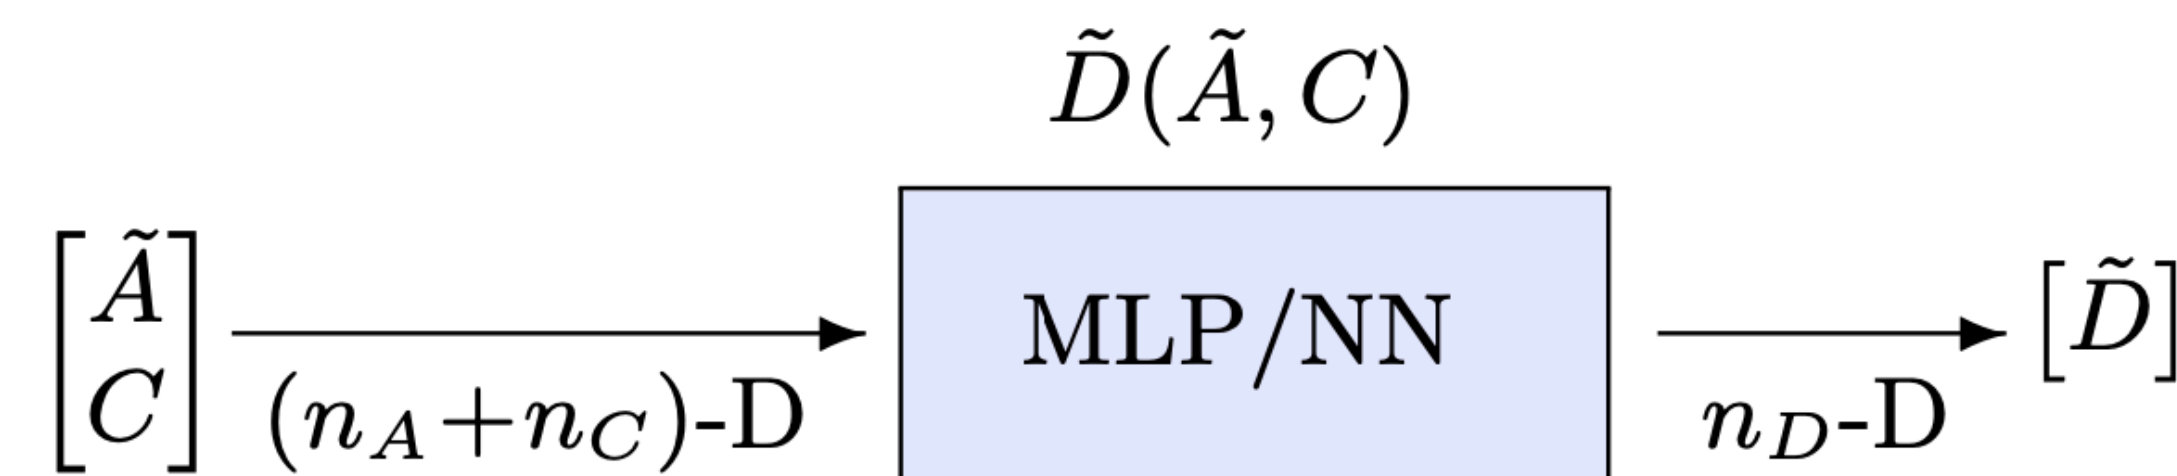 D̃(Ã, C)
[Ã
C]
(n_A+n_C)-D
MLP/NN
n_D-D
[D̃]